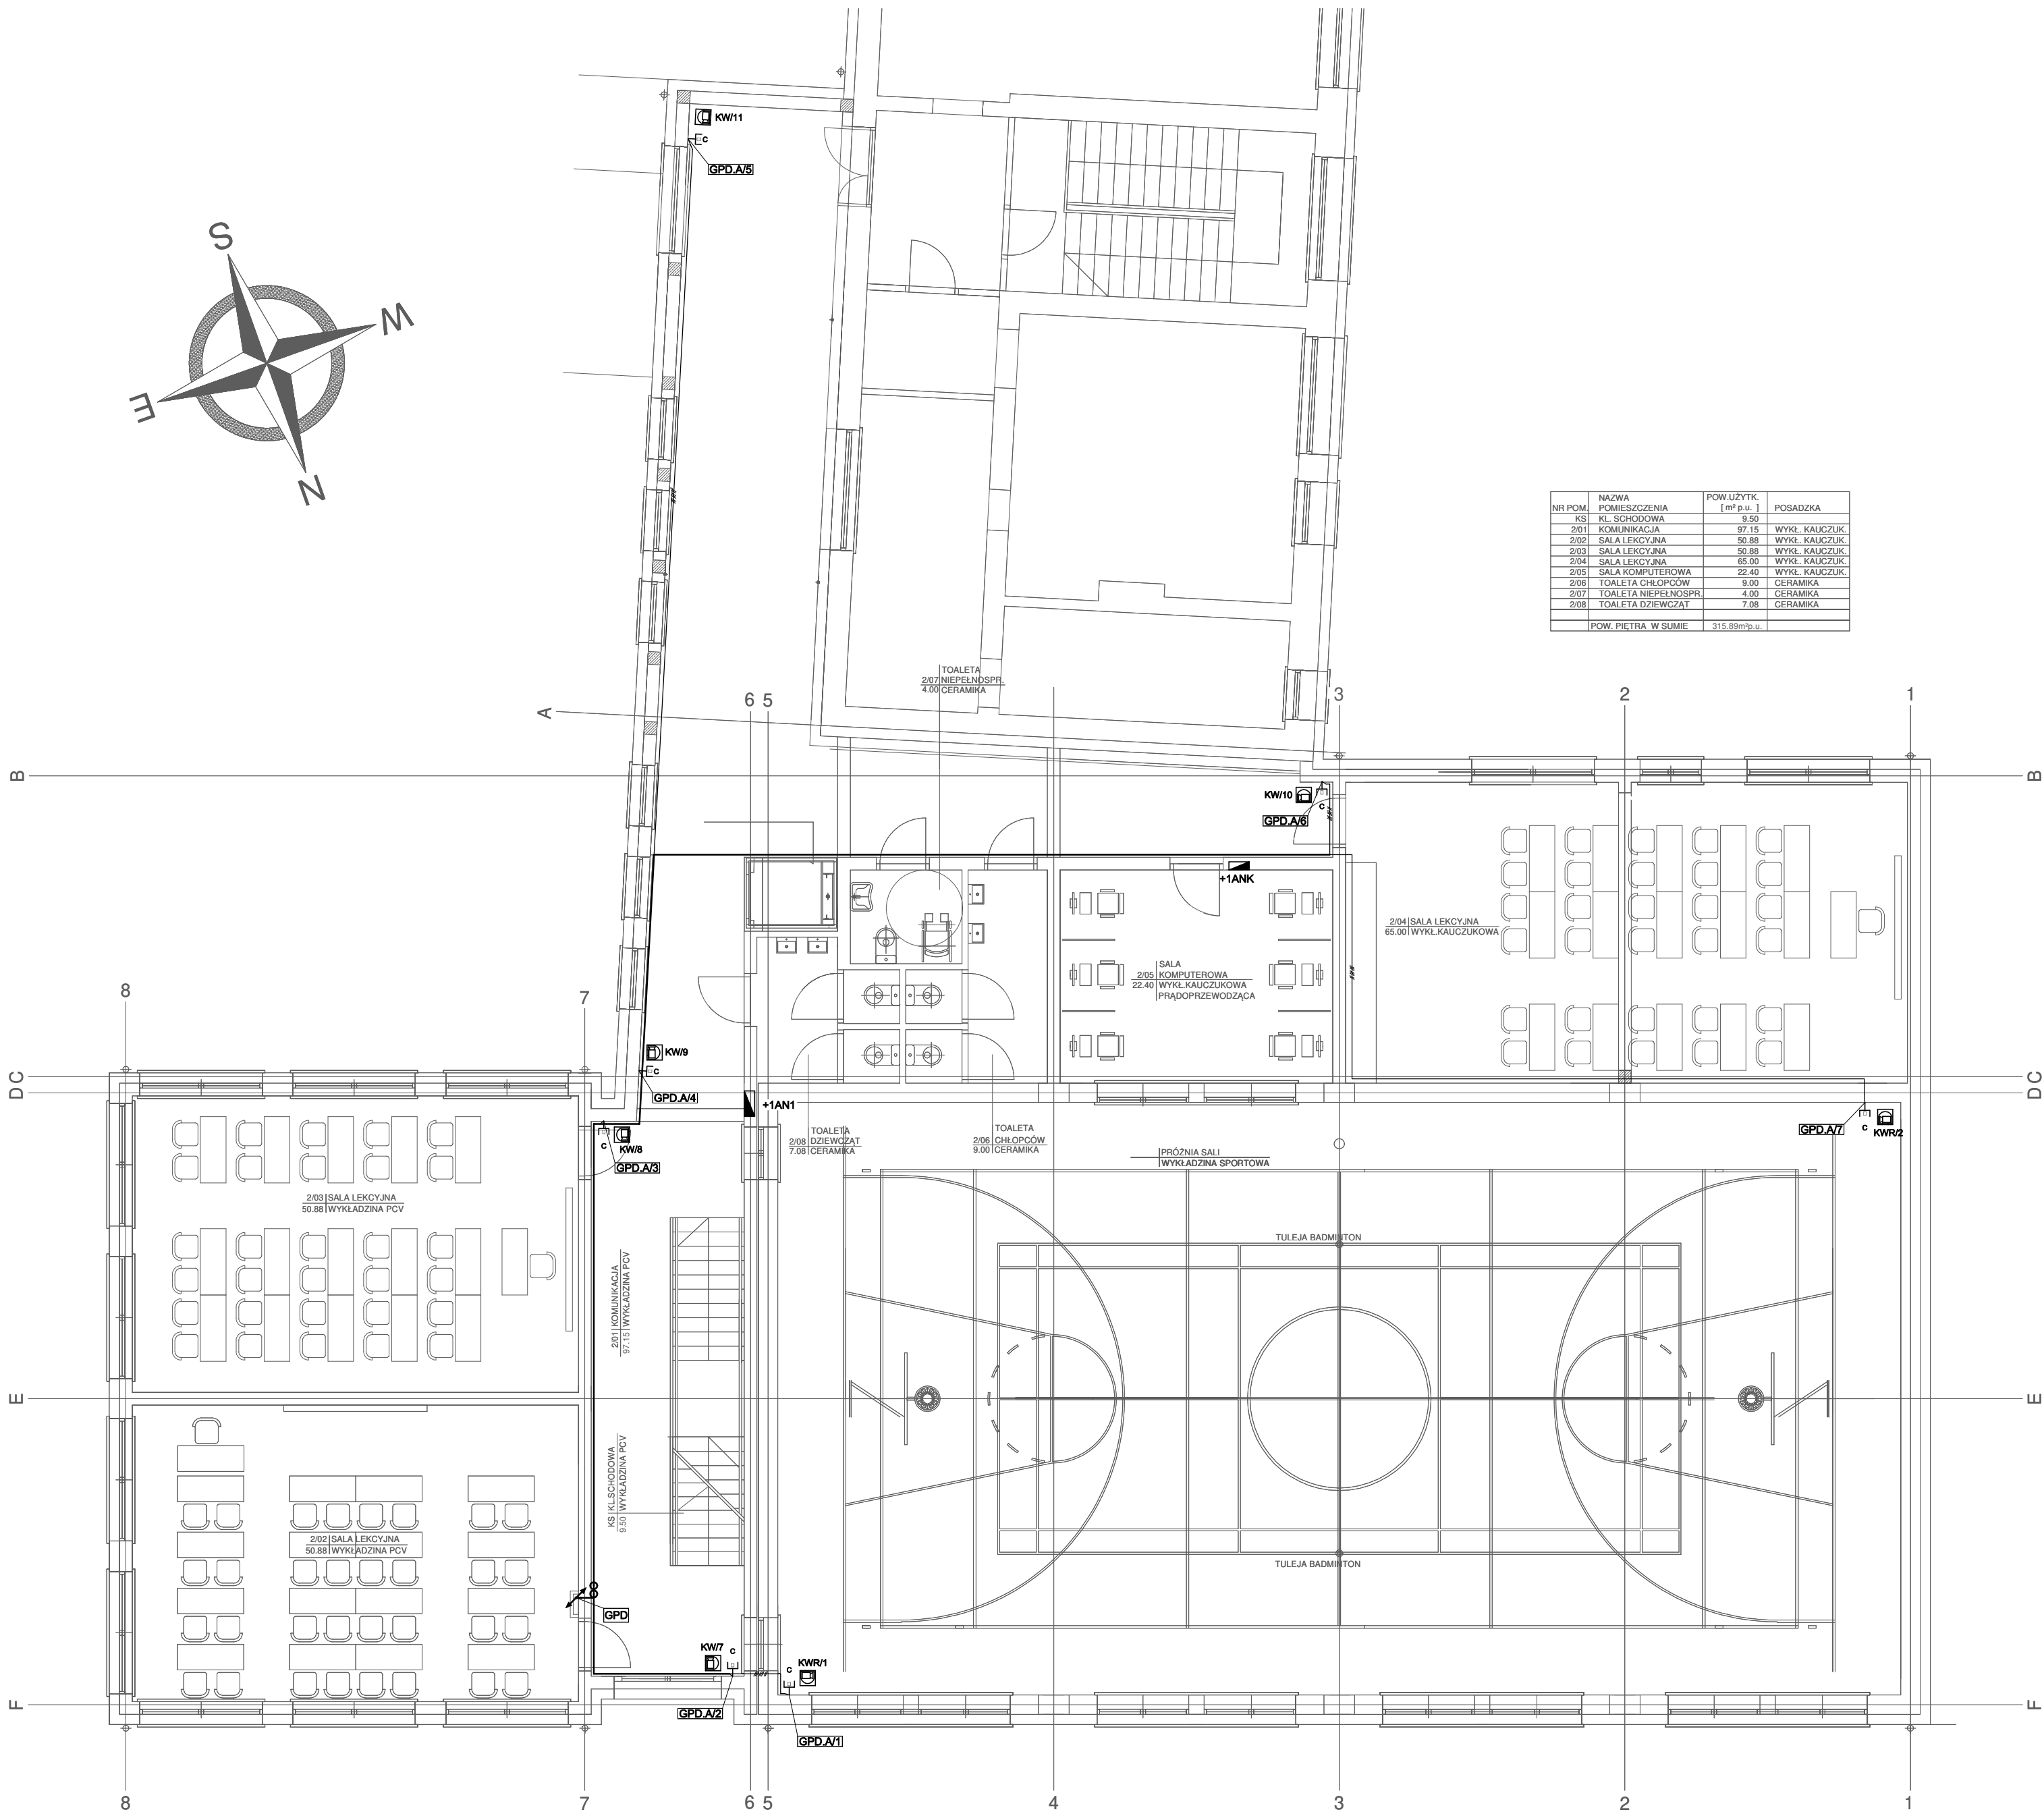 KW/11
C
GPD.A/5
S
W
E
N
NR POM. NAZWA POMIESZCZENIA POW.UŻYTK. [ m² p.u. ] POSADZKA
KS KL. SCHODOWA 9.50
2/01 KOMUNIKACJA 97.15 WYKŁ. KAUCZUK.
2/02 SALA LEKCYJNA 50.88 WYKŁ. KAUCZUK.
2/03 SALA LEKCYJNA 50.88 WYKŁ. KAUCZUK.
2/04 SALA LEKCYJNA 65.00 WYKŁ. KAUCZUK.
2/05 SALA KOMPUTEROWA 22.40 WYKŁ. KAUCZUK.
2/06 TOALETA CHŁOPCÓW 9.00 CERAMIKA
2/07 TOALETA NIEPEŁNOSPR. 4.00 CERAMIKA
2/08 TOALETA DZIEWCZĄT 7.08 CERAMIKA
POW. PIĘTRA W SUMIE 315.89m²p.u.
TOALETA
2/07 NIEPEŁNOSPR.
4.00 CERAMIKA
6 5
3
2
1
A
B
B
KW/10
C
GPD.A/6
+1ANK
2/04 SALA LEKCYJNA
65.00 WYKŁ.KAUCZUKOWA
SALA
2/05 KOMPUTEROWA
22.40 WYKŁ.KAUCZUKOWA
PRĄDOPRZEWODZĄCA
8
7
KW/9
C
GPD.A/4
D C
D C
+1AN1
KW/8
C
GPD.A/3
TOALETA
2/08 DZIEWCZĄT
7.08 CERAMIKA
TOALETA
2/06 CHŁOPCÓW
9.00 CERAMIKA
GPD.A/7
C
KWR/2
PRÓŻNIA SALI
WYKŁADZINA SPORTOWA
2/03 SALA LEKCYJNA
50.88 WYKŁADZINA PCV
TULEJA BADMINTON
2/01 KOMUNIKACJA
97.15 WYKŁADZINA PCV
E
E
KS KL.SCHODOWA
9.50 WYKŁADZINA PCV
2/02 SALA LEKCYJNA
50.88 WYKŁADZINA PCV
TULEJA BADMINTON
8
GPD
KW/7
C
C
KWR/1
F
F
GPD.A/2
GPD.A/1
8
7
6 5
4
3
2
1